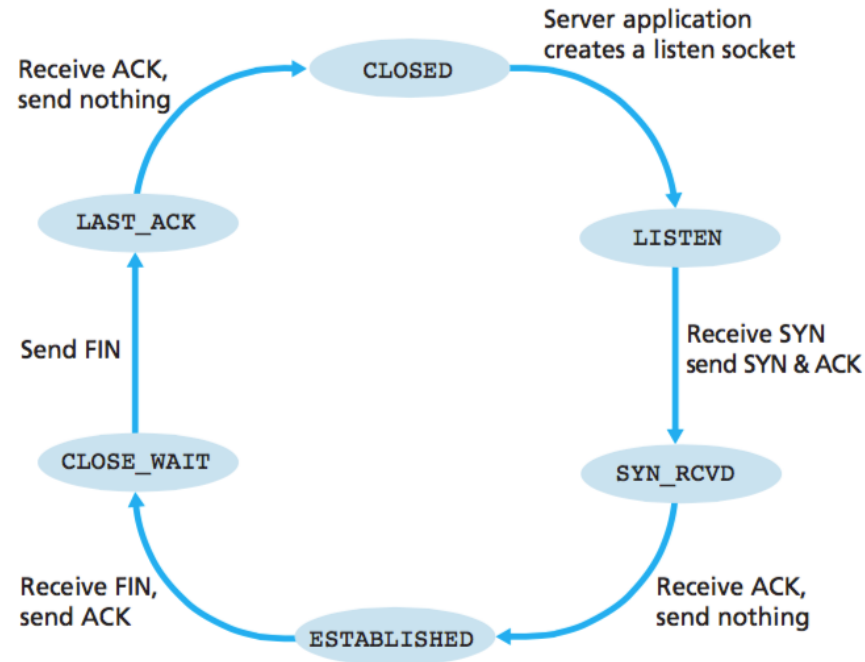 Server application
creates a listen socket
Receive ACK,
send nothing
CLOSED
LAST_ACK
LISTEN
Send FIN
Receive SYN
send SYN & ACK
CLOSE_WAIT
SYN_RCVD
Receive FIN,
send ACK
Receive ACK,
send nothing
ESTABLISHED